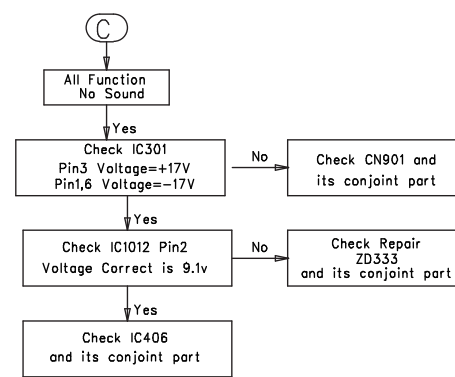 C
All Function
No Sound
Yes
Check IC301
Pin3 Voltage=+17V
Pin1,6 Voltage=-17V
No
Check CN901 and
its conjoint part
Yes
Check IC1012 Pin2
Voltage Correct is 9.1v
No
Check Repair
ZD333
and its conjoint part
Yes
Check IC406
and its conjoint part